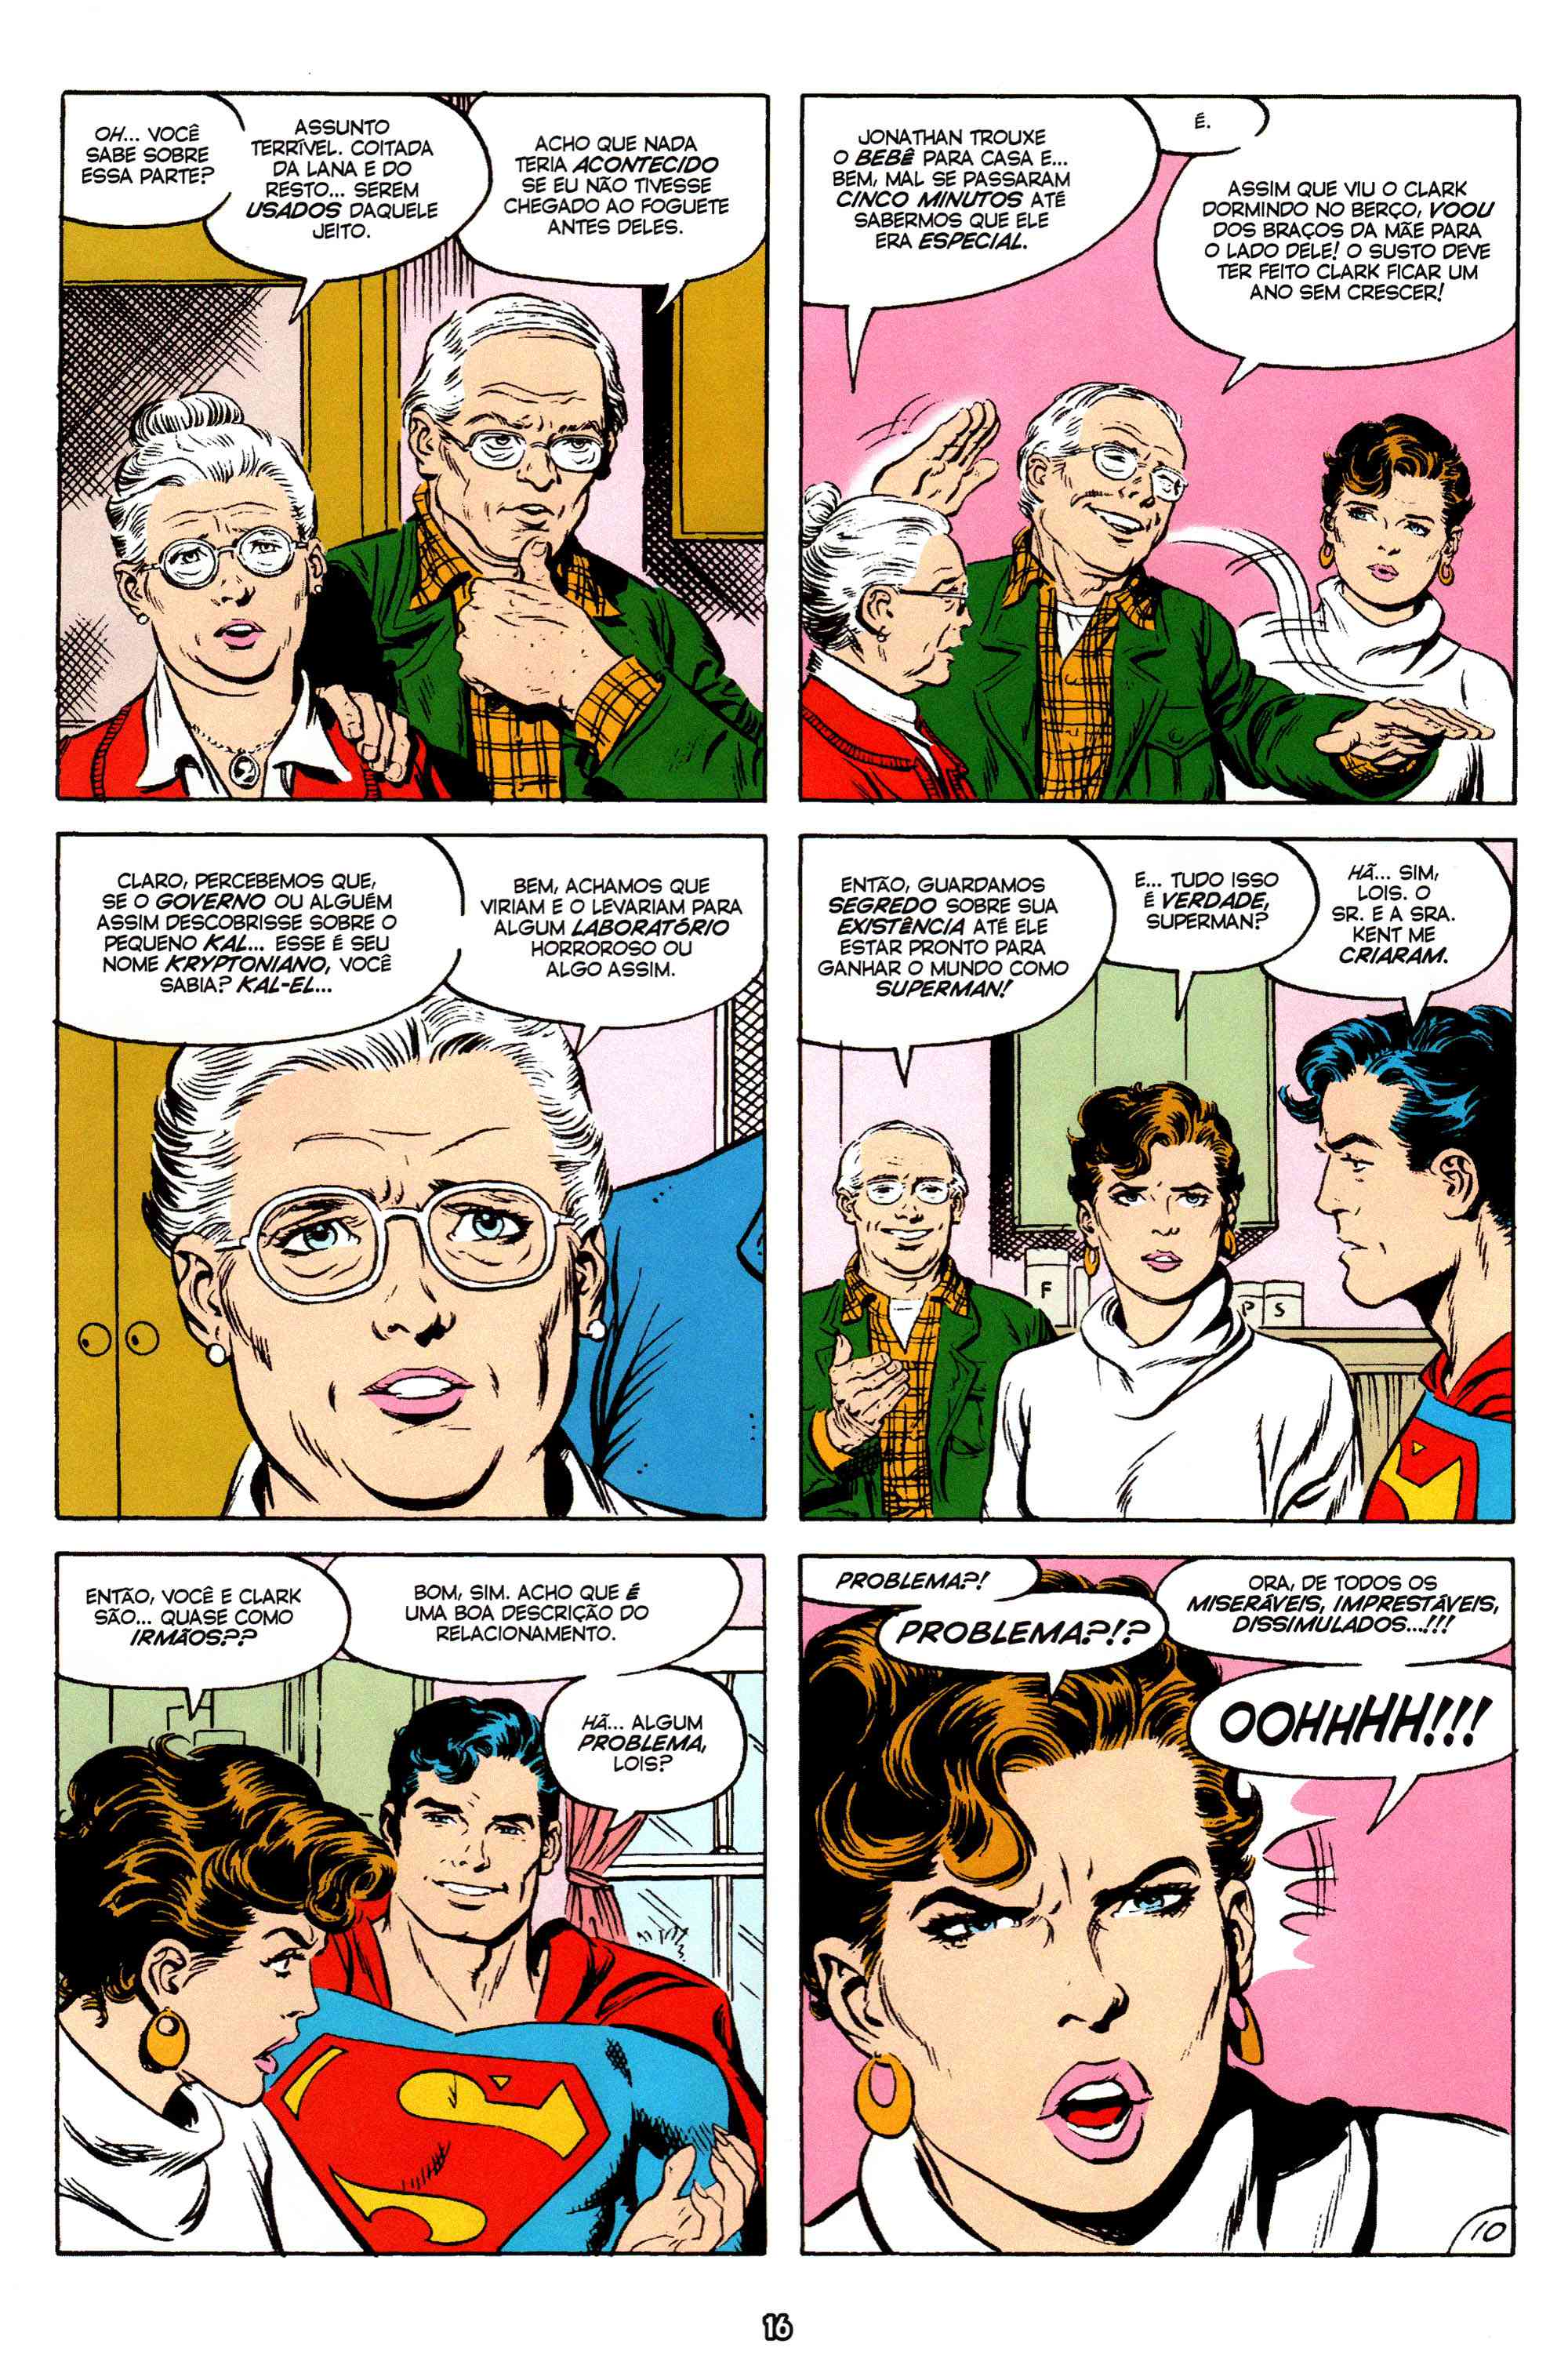 OH... VOCÊ
SABE SOBRE
ESSA PARTE?
ASSUNTO
TERRÍVEL. COITADA
DA LANA E DO
RESTO... SEREM
USADOS DAQUELE
JEITO.
ACHO QUE NADA
TERIA ACONTECIDO
SE EU NÃO TIVESSE
CHEGADO AO FOGUETE
ANTES DELES.
JONATHAN TROUXE
O BEBÊ PARA CASA E...
BEM, MAL SE PASSARAM
CINCO MINUTOS ATÉ
SABERMOS QUE ELE
ERA ESPECIAL.
É.
ASSIM QUE VIU O CLARK
DORMINDO NO BERÇO, VOOU
DOS BRAÇOS DA MÃE PARA
O LADO DELE! O SUSTO DEVE
TER FEITO CLARK FICAR UM
ANO SEM CRESCER!
CLARO, PERCEBEMOS QUE,
SE O GOVERNO OU ALGUÉM
ASSIM DESCOBRISSE SOBRE O
PEQUENO KAL... ESSE É SEU
NOME KRYPTONIANO, VOCÊ
SABIA? KAL-EL...
BEM, ACHAMOS QUE
VIRIAM E O LEVARIAM PARA
ALGUM LABORATÓRIO
HORROROSO OU
ALGO ASSIM.
ENTÃO, GUARDAMOS
SEGREDO SOBRE SUA
EXISTÊNCIA ATÉ ELE
ESTAR PRONTO PARA
GANHAR O MUNDO COMO
SUPERMAN!
E... TUDO ISSO
É VERDADE,
SUPERMAN?
HÃ... SIM,
LOIS. O
SR. E A SRA.
KENT ME
CRIARAM.
F
P S
ENTÃO, VOCÊ E CLARK
SÃO... QUASE COMO
IRMÃOS??
BOM, SIM. ACHO QUE É
UMA BOA DESCRIÇÃO DO
RELACIONAMENTO.
HÃ... ALGUM
PROBLEMA,
LOIS?
PROBLEMA?!
PROBLEMA?!?
ORA, DE TODOS OS
MISERÁVEIS, IMPRESTÁVEIS,
DISSIMULADOS...!!!
OOHHHH!!!
10
16